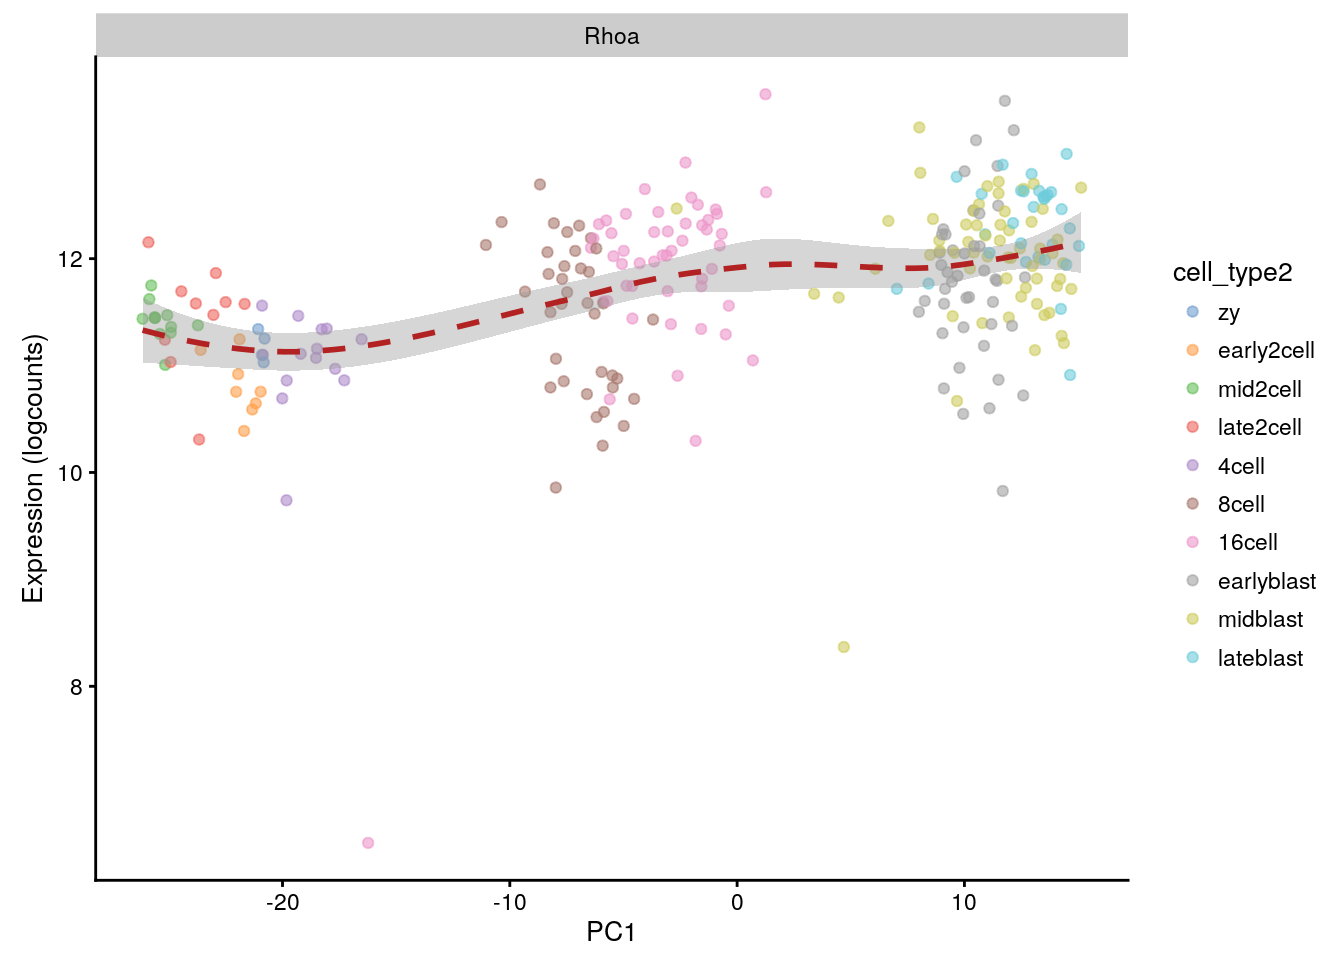 Rhoa
12
10
8
Expression (logcounts)
-20
-10
0
10
PC1
cell_type2
zy
early2cell
mid2cell
late2cell
4cell
8cell
16cell
earlyblast
midblast
lateblast